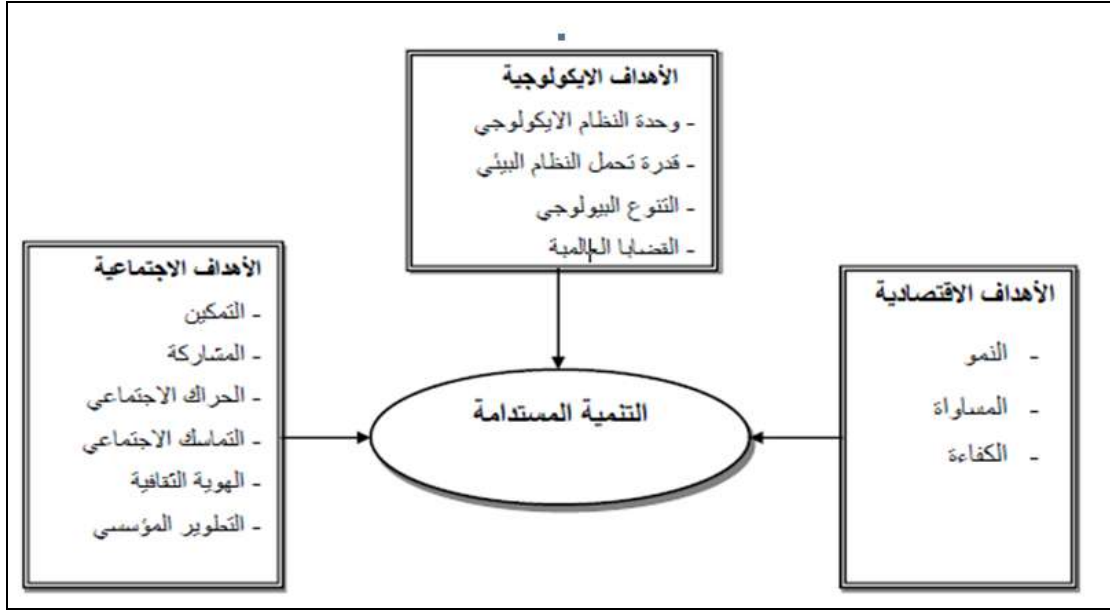 الأهداف الايكولوجية
- وحدة النظام الايكولوجي
- قدرة تحمل النظام البيئي
- التنوع البيولوجي
- القضايا العالمية
الأهداف الاقتصادية
- النمو
- المساواة
- الكفاءة
التنمية المستدامة
الأهداف الاجتماعية
- التمكين
- المشاركة
- الحراك الاجتماعي
- التماسك الاجتماعي
- الهوية الثقافية
- التطوير المؤسسي